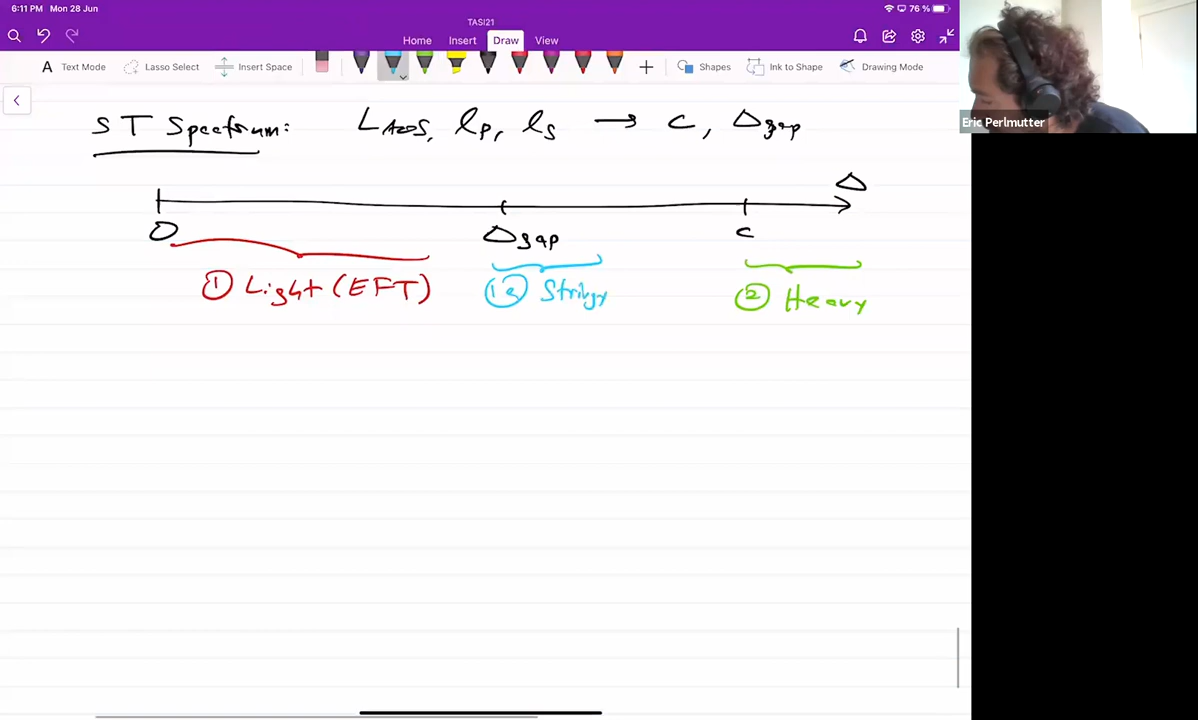 6:11 PM Mon 28 Jun
76 %
TASI21
Home Insert Draw View
A Text Mode Lasso Select Insert Space Shapes Ink to Shape Drawing Mode
Eric Perlmutter
ST Spectrum: L_AdS, l_P, l_S → c, Δ_gap
Δ
0 Δ_gap c
① Light (EFT) ①a Stringy ② Heavy